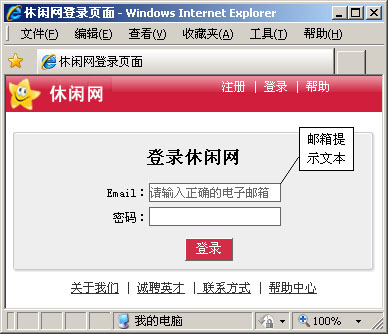 休闲网登录页面 - Windows Internet Explorer
文件(F) 编辑(E) 查看(V) 收藏夹(A) 工具(T) 帮助(H)
休闲网登录页面
休闲网
注册 | 登录 | 帮助
邮箱提
示文本
登录休闲网
Email：请输入正确的电子邮箱
密码：
登录
关于我们 | 诚聘英才 | 联系方式 | 帮助中心
我的电脑
100%